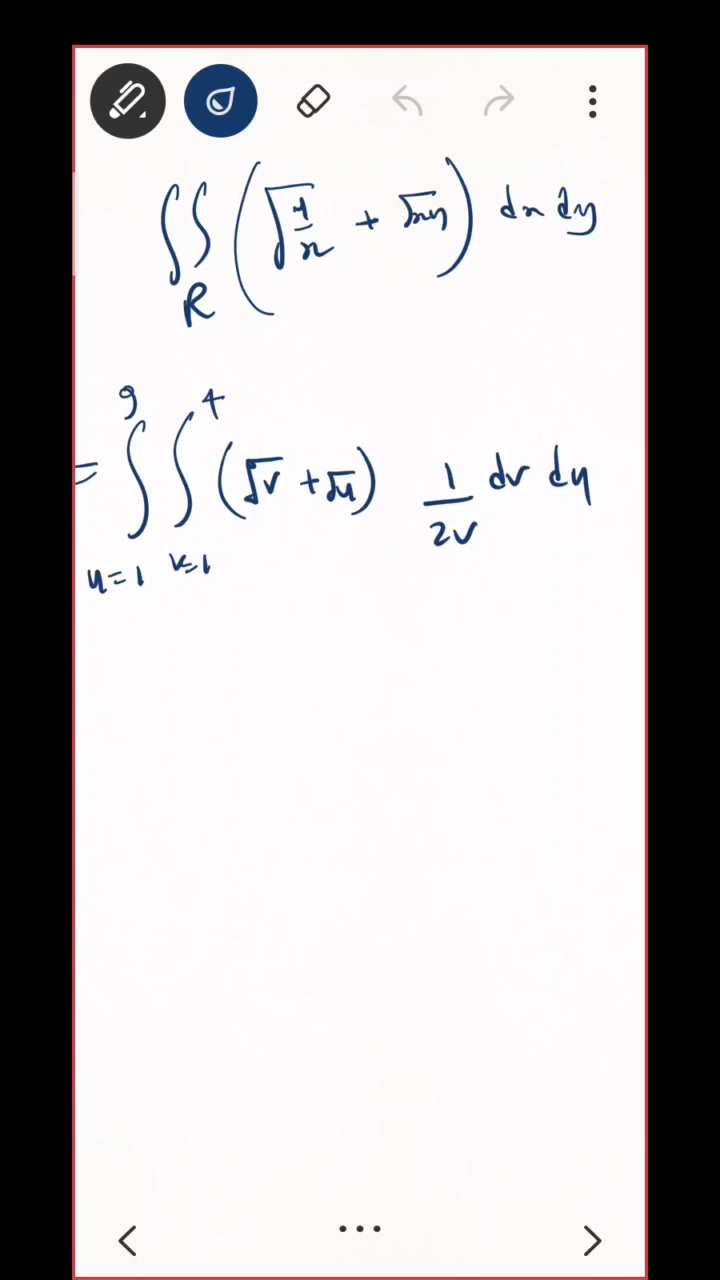 ∬_R (√(y/x) + √(xy)) dx dy
= ∫_{u=1}^{9} ∫_{v=1}^{4} (√v + √u) 1/(2v) dv du